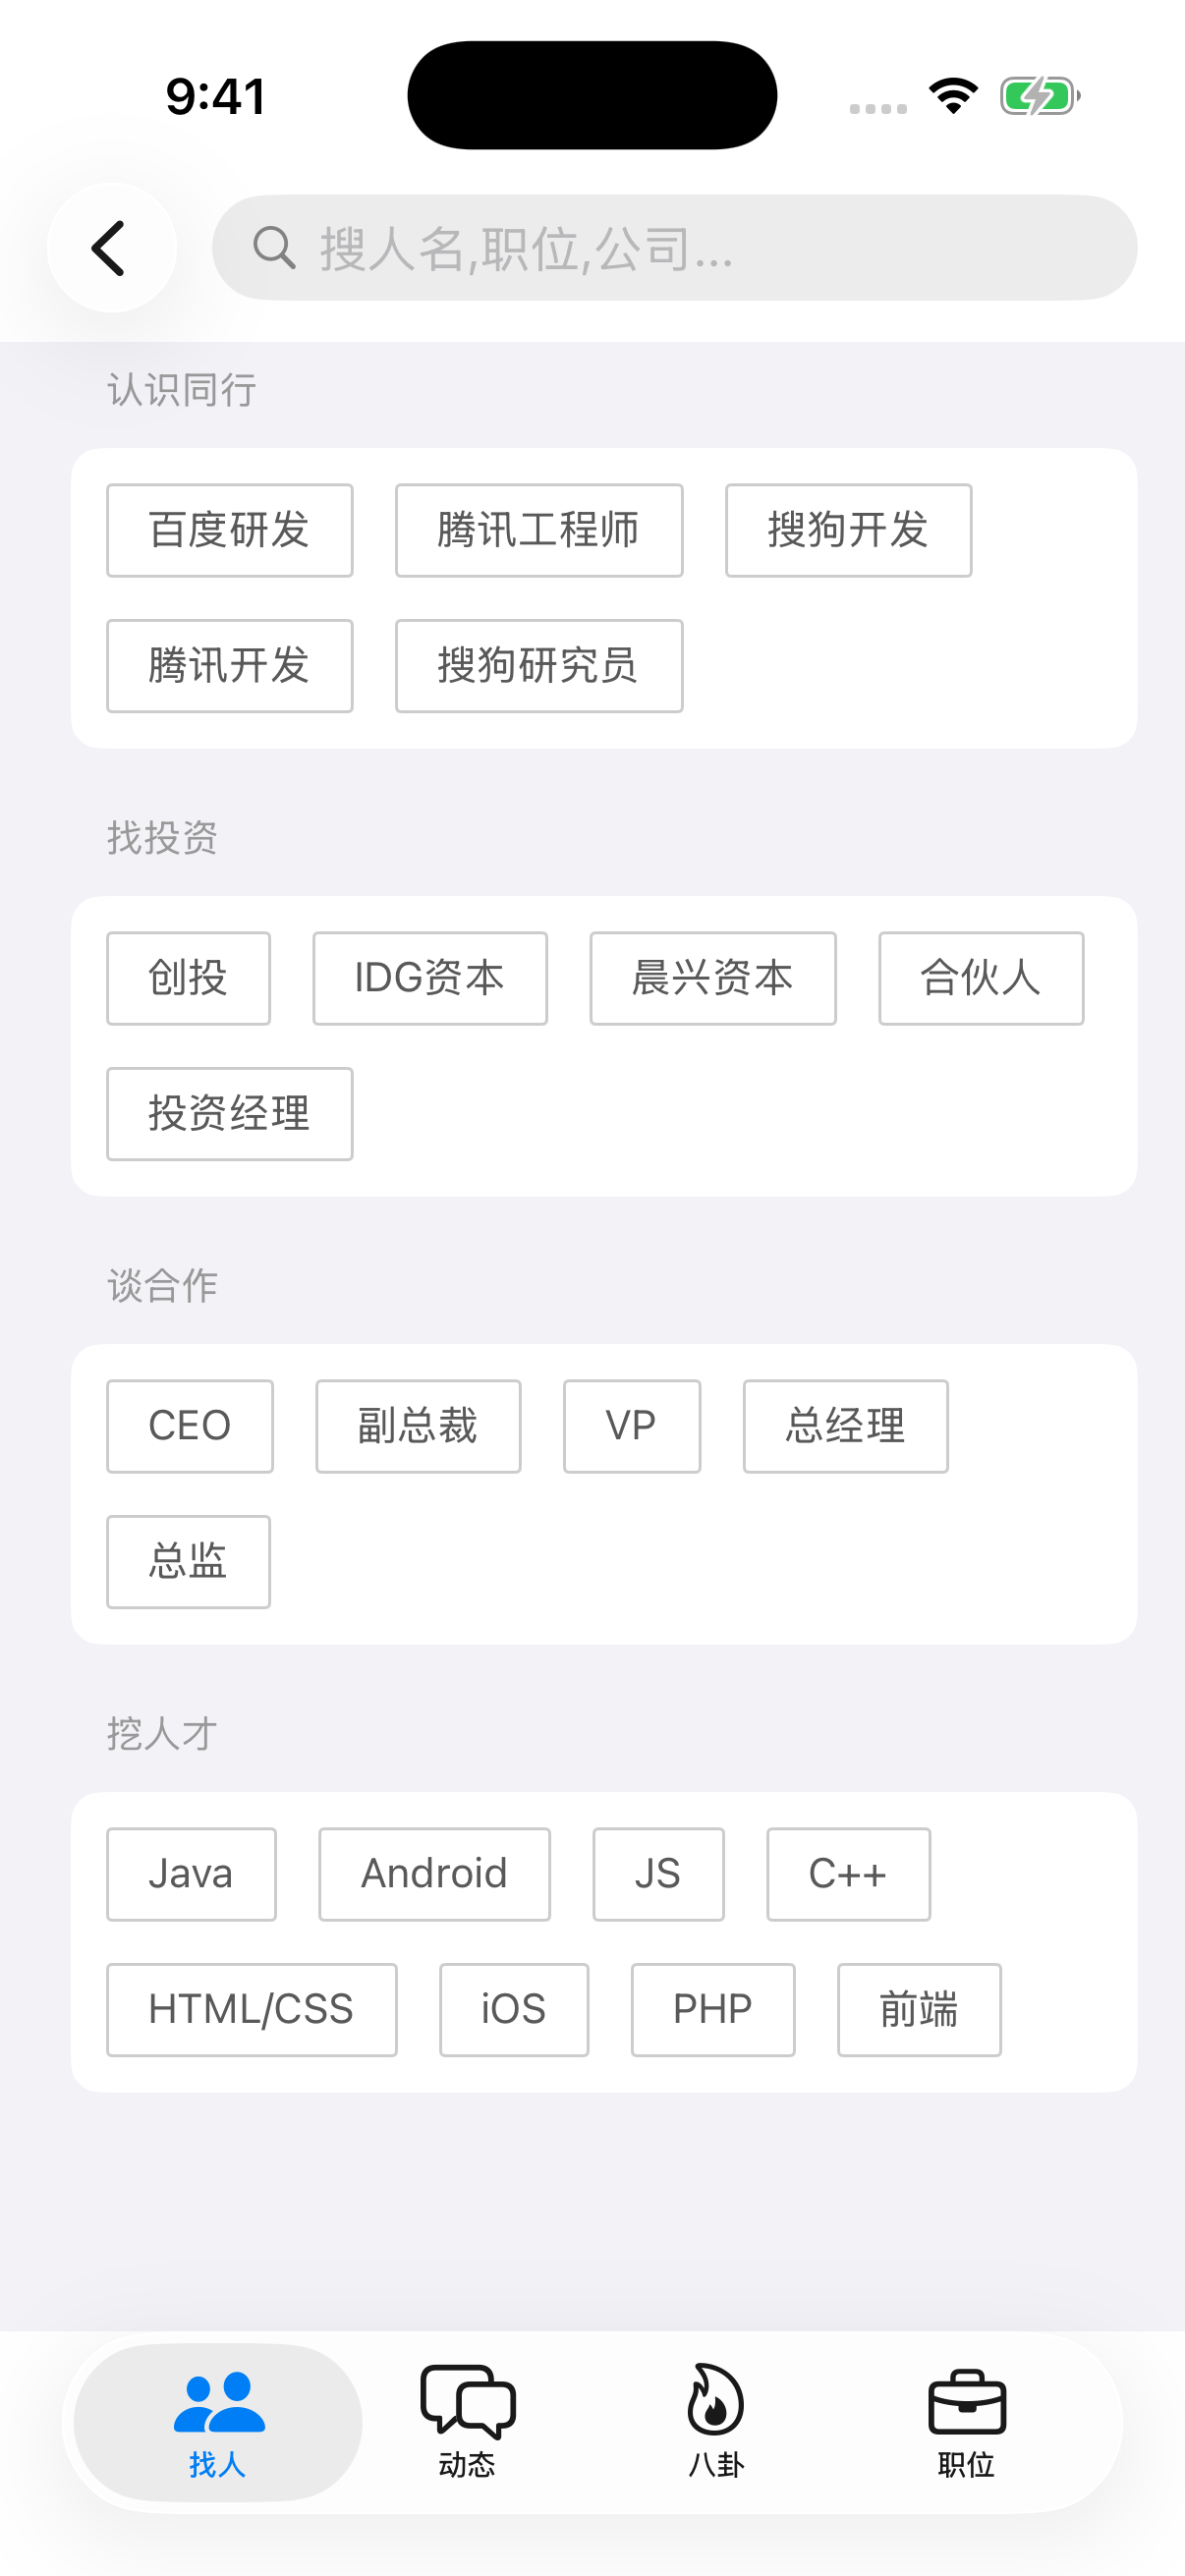 9:41
搜人名,职位,公司...
认识同行
百度研发 腾讯工程师 搜狗开发
腾讯开发 搜狗研究员
找投资
创投 IDG资本 晨兴资本 合伙人
投资经理
谈合作
CEO 副总裁 VP 总经理
总监
挖人才
Java Android JS C++
HTML/CSS iOS PHP 前端
找人 动态 八卦 职位